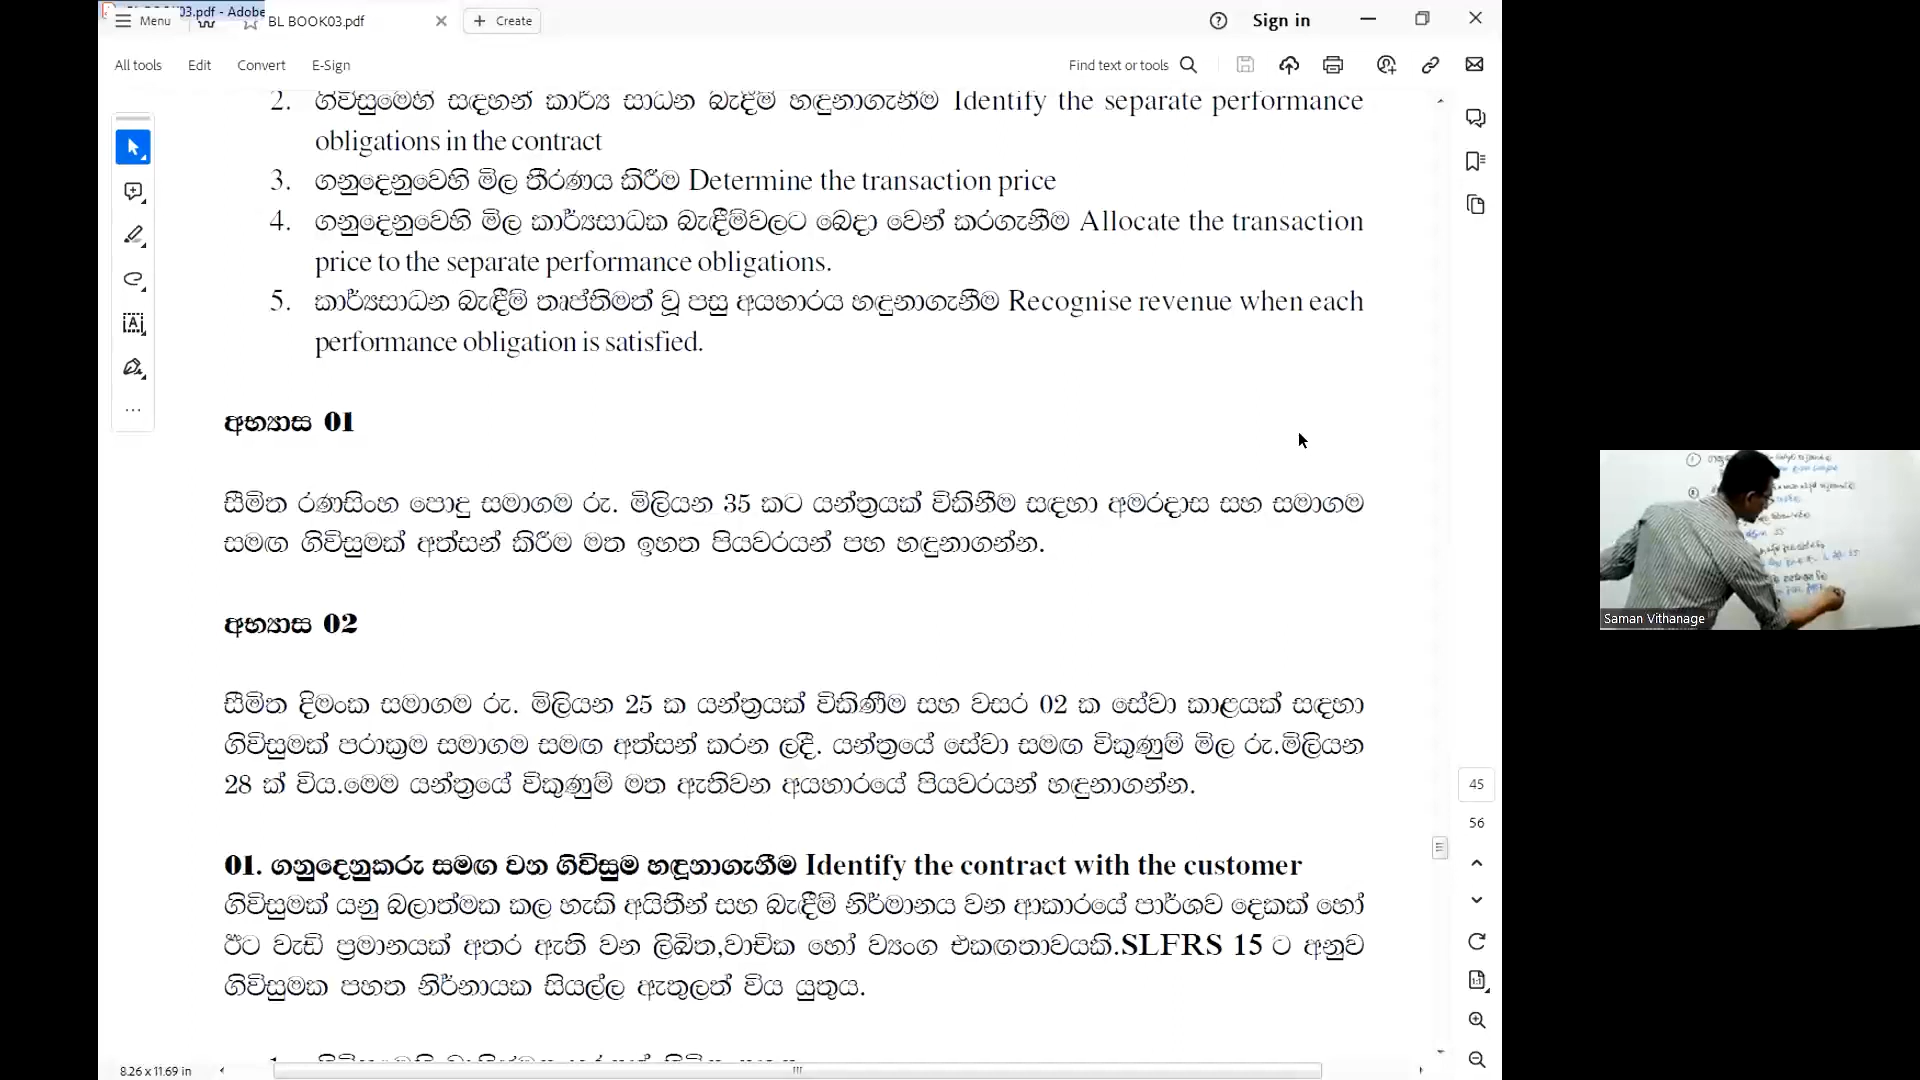 BL BOOK03.pdf - Adobe
Menu
BL BOOK03.pdf
Create
Sign in
All tools
Edit
Convert
E-Sign
Find text or tools
2. ගිවිසුමෙහි සඳහන් කාර්ය සාධන බැදීම් හඳුනාගැනීම Identify the separate performance
obligations in the contract
3. ගනුදෙනුවෙහි මිල තීරණය කිරීම Determine the transaction price
4. ගනුදෙනුවෙහි මිල කාර්යසාධක බැඳීම්වලට බෙදා වෙන් කරගැනීම Allocate the transaction
price to the separate performance obligations.
5. කාර්යසාධන බැඳීම් තෘප්තිමත් වූ පසු අයභාරය හඳුනාගැනීම Recognise revenue when each
performance obligation is satisfied.
අභ්‍යාස 01
සීමිත රණසිංහ පොදු සමාගම රු. මිලියන 35 කට යන්ත්‍රයක් විකිනීම සඳහා අමරදාස සහ සමාගම
සමඟ ගිවිසුමක් අත්සන් කිරීම මත ඉහත පියවරයන් පහ හඳුනාගන්න.
අභ්‍යාස 02
සීමිත දිමංක සමාගම රු. මිලියන 25 ක යන්ත්‍රයක් විකිණීම සහ වසර 02 ක සේවා කාළයක් සඳහා
ගිවිසුමක් පරාක්‍රම සමාගම සමඟ අත්සන් කරන ලදී. යන්ත්‍රයේ සේවා සමඟ විකුණුම් මිල රු.මිලියන
28 ක් විය.මෙම යන්ත්‍රයේ විකුණුම් මත ඇතිවන අයභාරයේ පියවරයන් හඳුනාගන්න.
01. ගනුදෙනුකරු සමඟ වන ගිවිසුම හඳූනාගැනීම Identify the contract with the customer
ගිවිසුමක් යනු බලාත්මක කල හැකි අයිතීන් සහ බැඳීම් නිර්මානය වන ආකාරයේ පාර්ශව දෙකක් හෝ
ඊට වැඩි ප්‍රමානයක් අතර ඇති වන ලිඛිත,වාචික හෝ ව්‍යංග එකඟතාවයකි.SLFRS 15 ට අනුව
ගිවිසුමක පහත නිර්නායක සියල්ල ඇතුලත් විය යුතුය.
45
56
8.26 x 11.69 in
Saman Vithanage